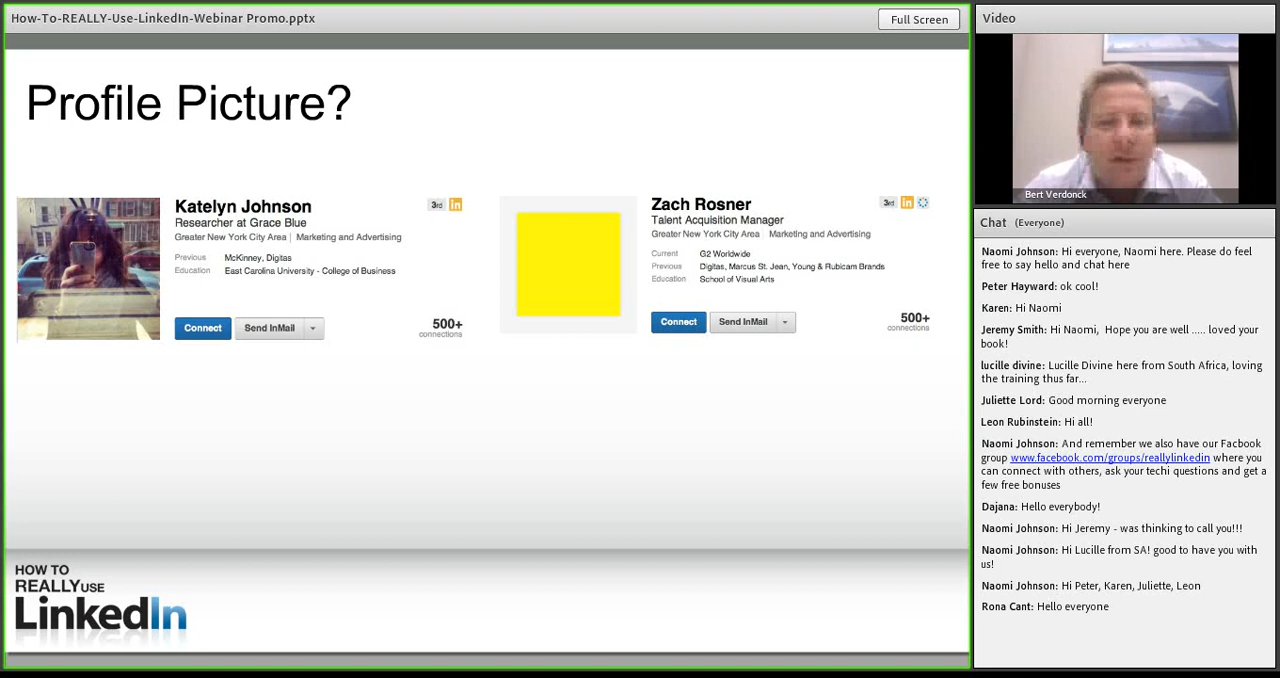 How-To-REALLY-Use-LinkedIn-Webinar Promo.pptx
Full Screen
Profile Picture?
Katelyn Johnson
3rd in
Researcher at Grace Blue
Greater New York City Area | Marketing and Advertising
Previous McKinney, Digitas
Education East Carolina University - College of Business
Connect
Send InMail
500+
connections
Zach Rosner
3rd in
Talent Acquisition Manager
Greater New York City Area | Marketing and Advertising
Current G2 Worldwide
Previous Digitas, Marcus St. Jean, Young & Rubicam Brands
Education School of Visual Arts
Connect
Send InMail
500+
connections
HOW TO
REALLY USE
LinkedIn
Video
Bert Verdonck
Chat (Everyone)
Naomi Johnson: Hi everyone, Naomi here. Please do feel
free to say hello and chat here
Peter Hayward: ok cool!
Karen: Hi Naomi
Jeremy Smith: Hi Naomi, Hope you are well ..... loved your
book!
lucille divine: Lucille Divine here from South Africa, loving
the training thus far...
Juliette Lord: Good morning everyone
Leon Rubinstein: Hi all!
Naomi Johnson: And remember we also have our Facbook
group www.facebook.com/groups/reallylinkedin where you
can connect with others, ask your techi questions and get a
few free bonuses
Dajana: Hello everybody!
Naomi Johnson: Hi Jeremy - was thinking to call you!!!
Naomi Johnson: Hi Lucille from SA! good to have you with
us!
Naomi Johnson: Hi Peter, Karen, Juliette, Leon
Rona Cant: Hello everyone